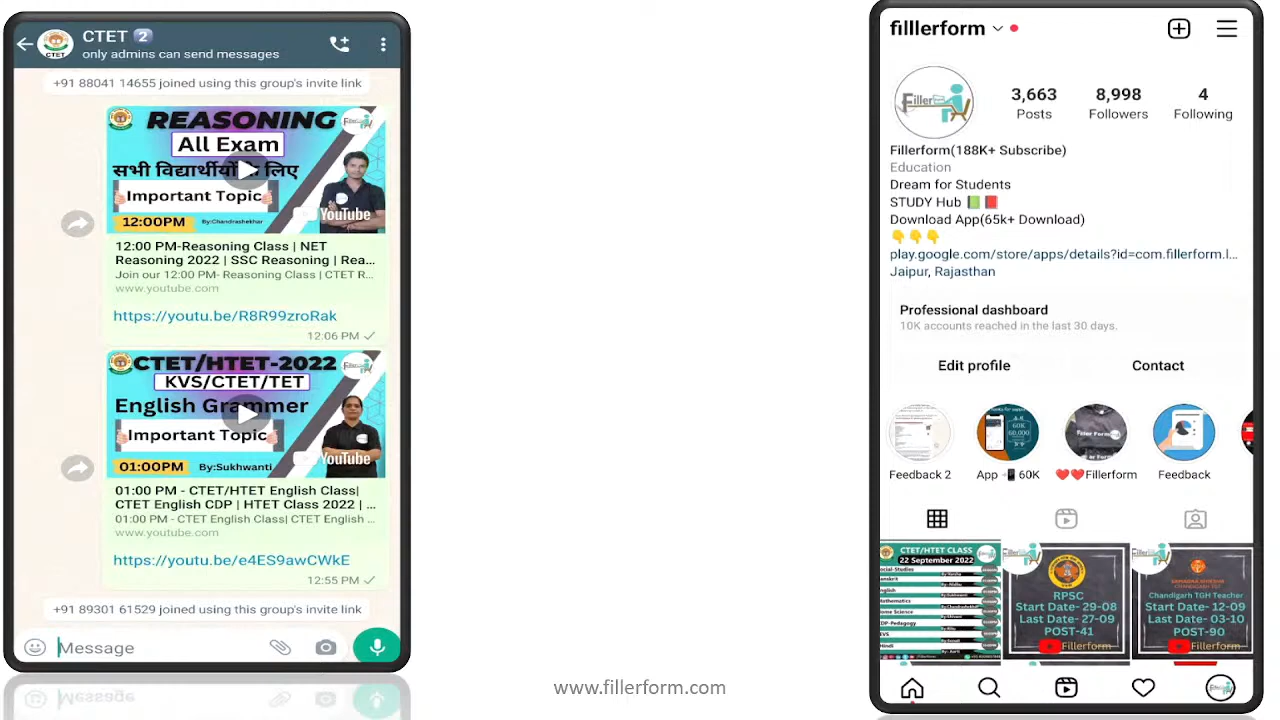 CTET 2
only admins can send messages
+91 88041 14655 joined using this group's invite link
REASONING
All Exam
सभी विद्यार्थीयों के लिए
Important Topic
12:00PM
By:Chandrashekhar
YouTube
12:00 PM-Reasoning Class | NET
Reasoning 2022 | SSC Reasoning | Rea...
Join our 12:00 PM- Reasoning Class | CTET R...
www.youtube.com
https://youtu.be/R8R99zroRak
12:06 PM
CTET/HTET-2022
KVS/CTET/TET
English Grammer
Important Topic
01:00PM
By:Sukhwanti
YouTube
01:00 PM - CTET/HTET English Class|
CTET English CDP | HTET Class 2022 | ...
01:00 PM - CTET English Class| CTET English ...
www.youtube.com
https://youtu.be/e4ES9awCWkE
12:55 PM
+91 89301 61529 joined using this group's invite link
Message
www.fillerform.com
filllerform
Filler
3,663 8,998 4
Posts Followers Following
Fillerform(188K+ Subscribe)
Education
Dream for Students
STUDY Hub
Download App(65k+ Download)
play.google.com/store/apps/details?id=com.fillerform.l...
Jaipur, Rajasthan
Professional dashboard
10K accounts reached in the last 30 days.
Edit profile Contact
Feedback 2 App 60K Fillerform Feedback
CTET/HTET CLASS
22 September 2022
RPSC
Start Date- 29-08
Last Date- 27-09
POST-41
Fillerform
Chandigarh TGH Teacher
Start Date- 12-09
Last Date- 03-10
POST-90
Fillerform